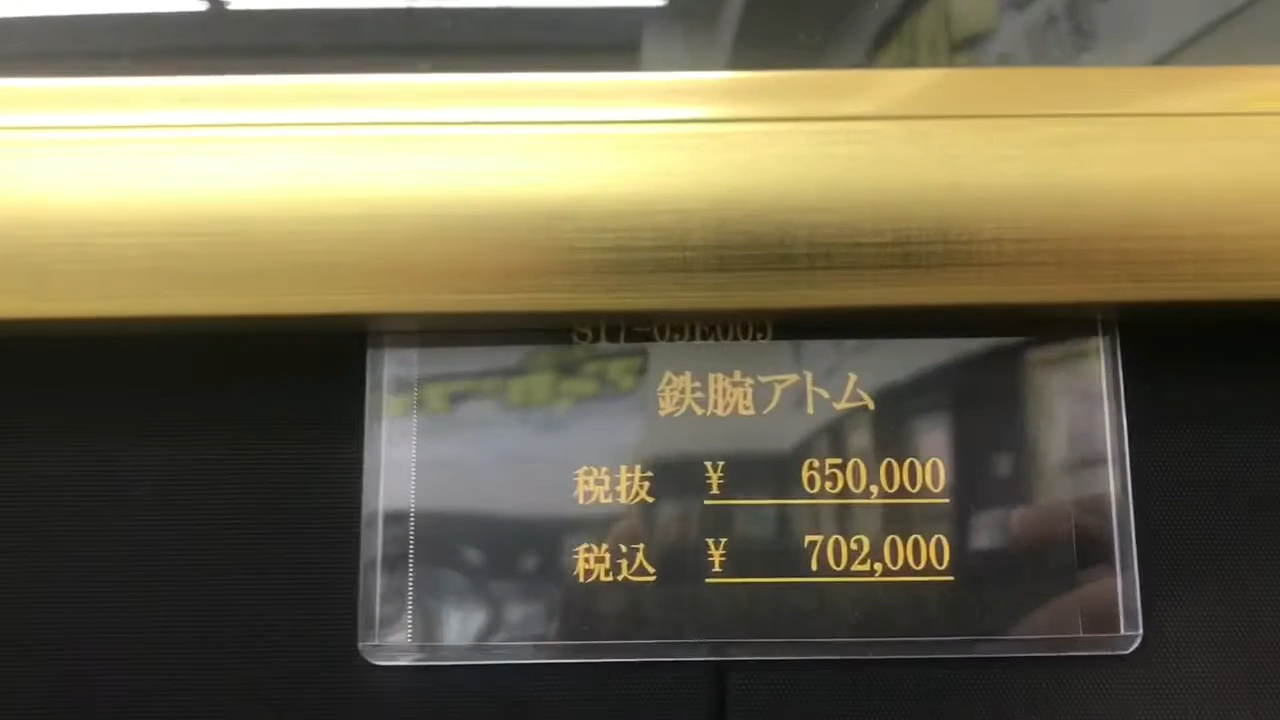 鉄腕アトム
税抜 ¥ 650,000
税込 ¥ 702,000